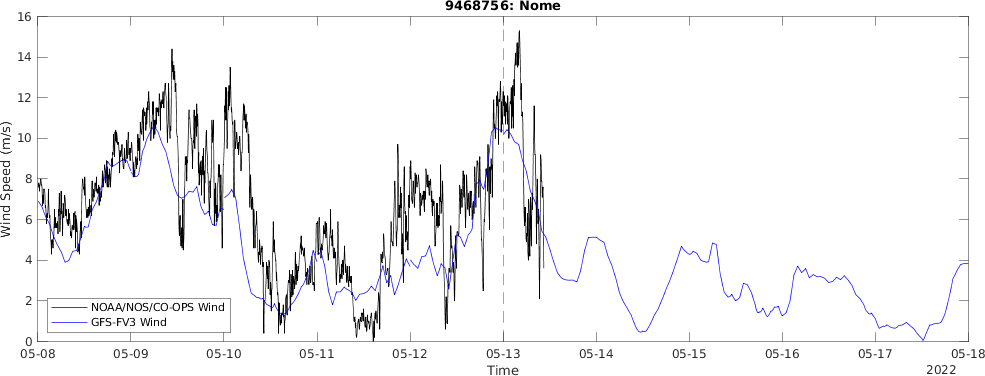 9468756: Nome
Wind Speed (m/s)
16
14
12
10
8
6
4
2
0
NOAA/NOS/CO-OPS Wind
GFS-FV3 Wind
05-08 05-09 05-10 05-11 05-12 05-13 05-14 05-15 05-16 05-17 05-18
Time
2022